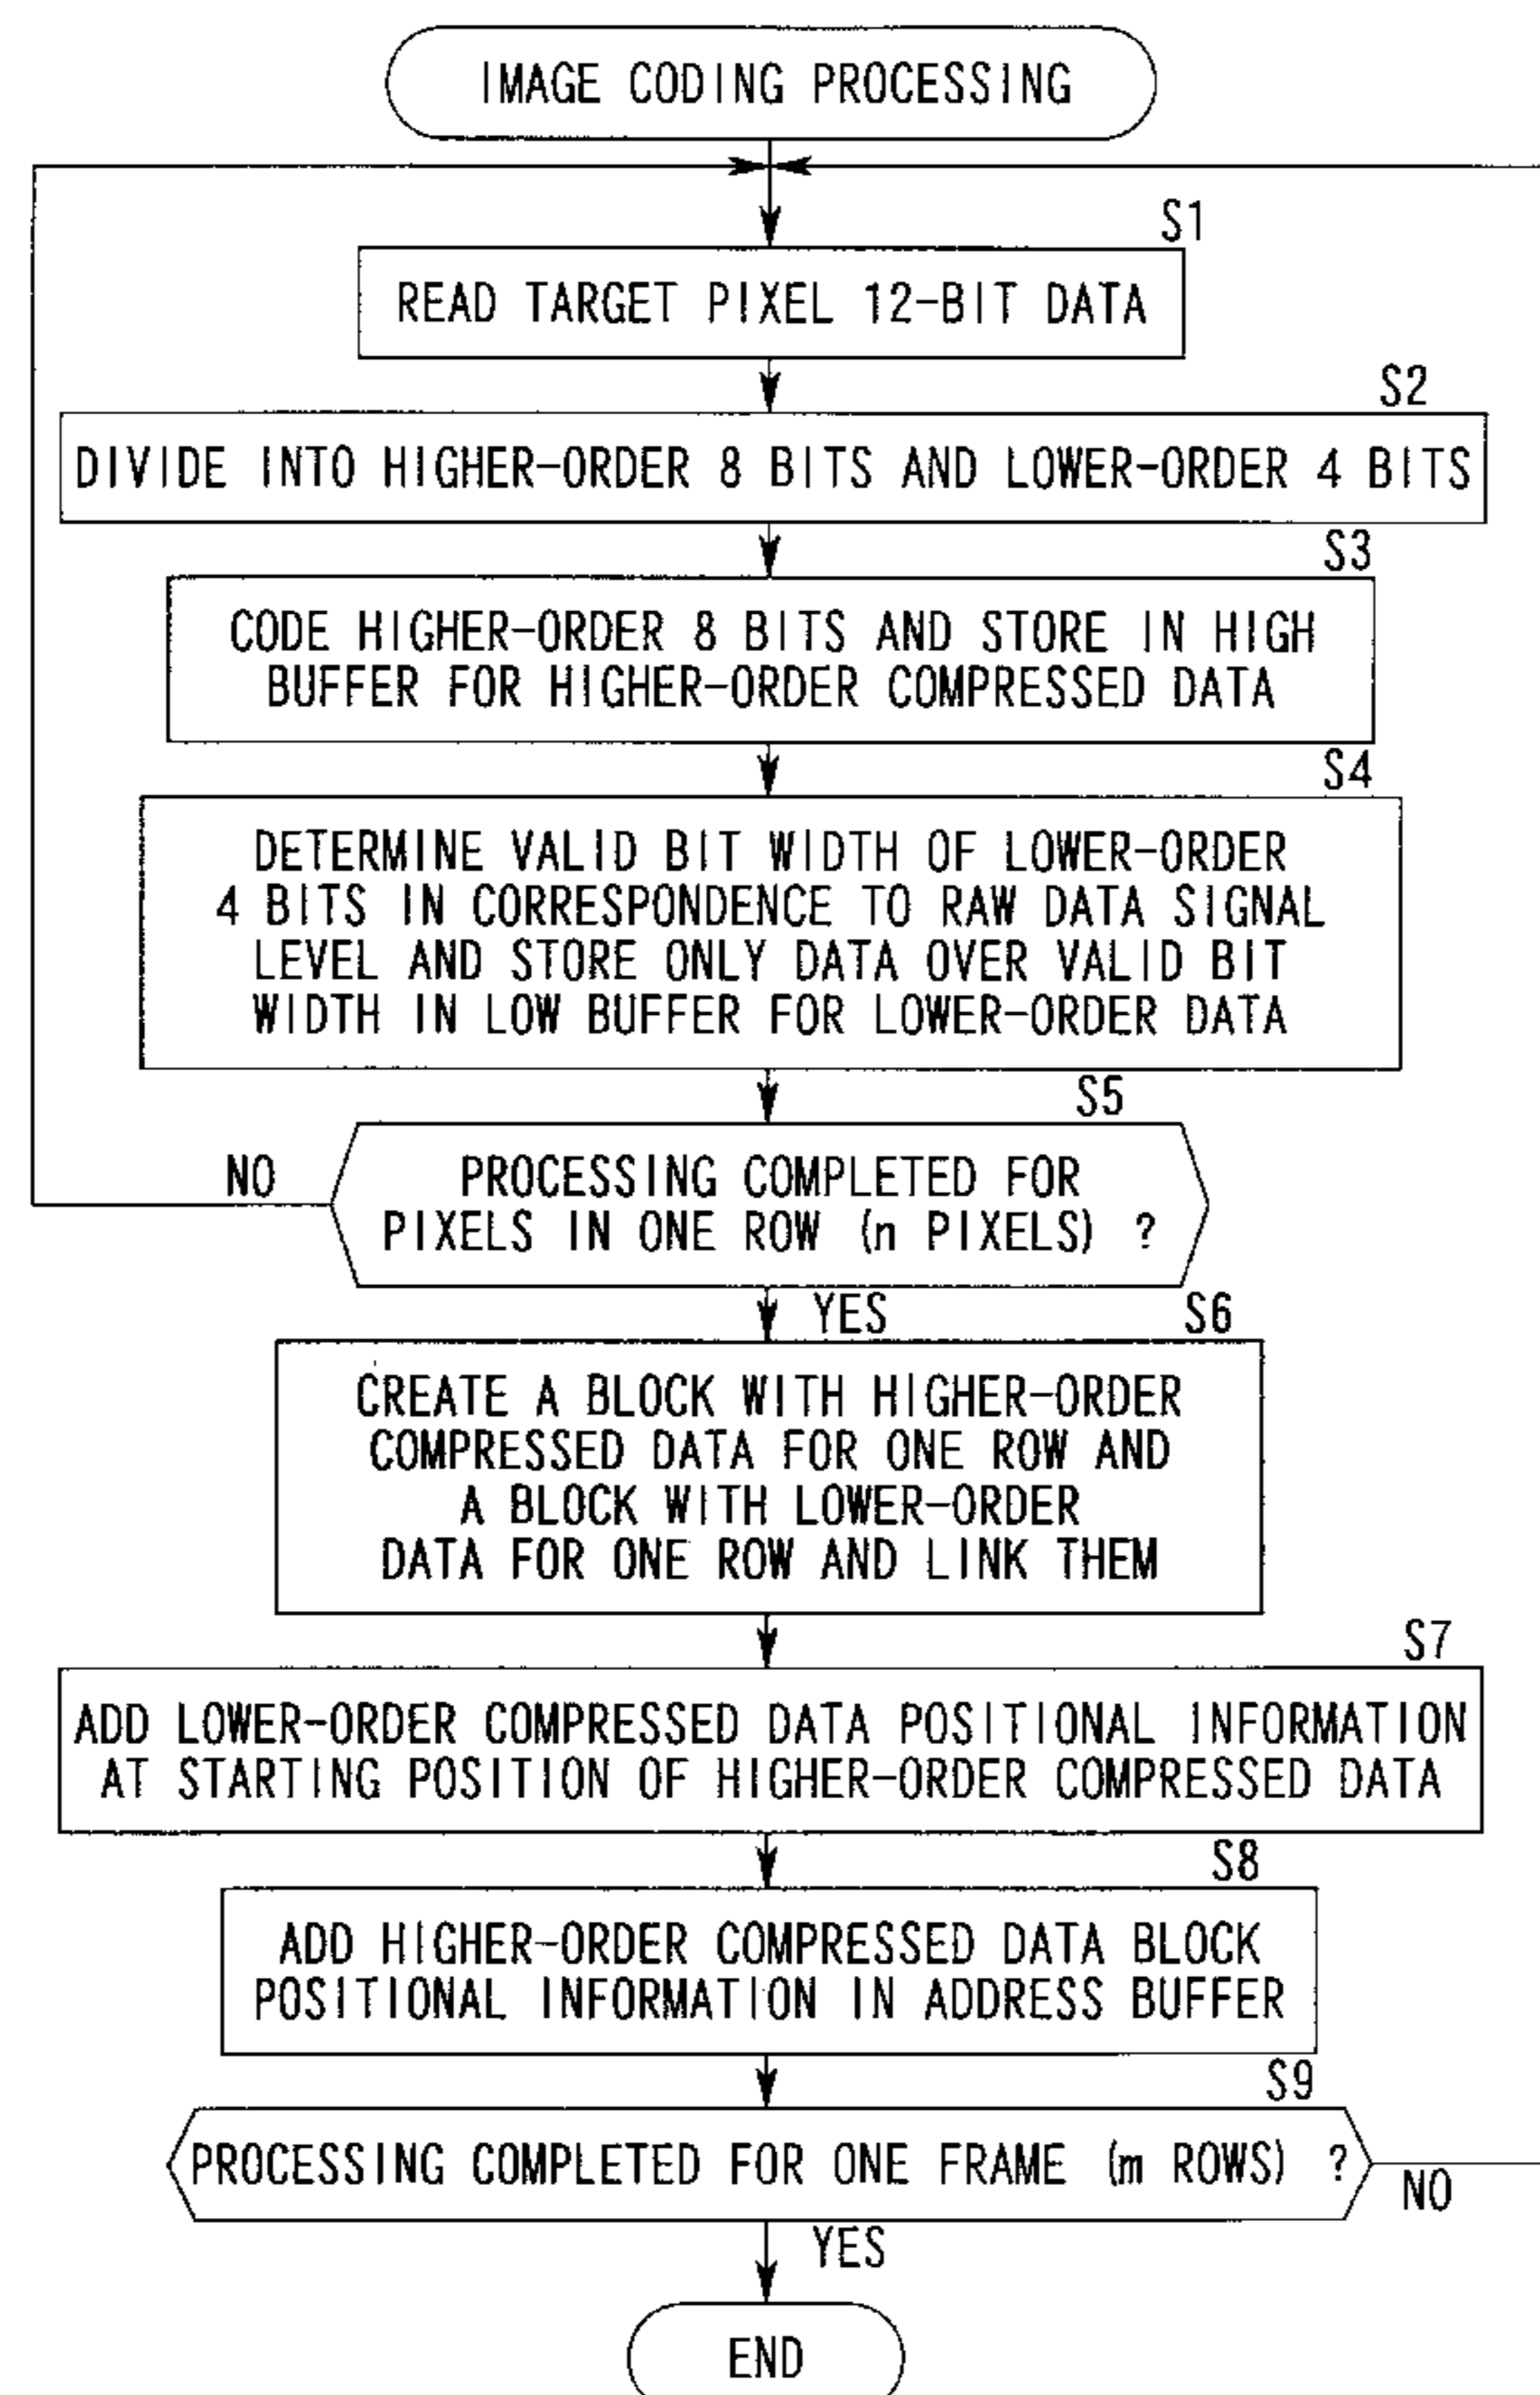 IMAGE CODING PROCESSING
S1
READ TARGET PIXEL 12-BIT DATA
S2
DIVIDE INTO HIGHER-ORDER 8 BITS AND LOWER-ORDER 4 BITS
S3
CODE HIGHER-ORDER 8 BITS AND STORE IN HIGH
BUFFER FOR HIGHER-ORDER COMPRESSED DATA
S4
DETERMINE VALID BIT WIDTH OF LOWER-ORDER
4 BITS IN CORRESPONDENCE TO RAW DATA SIGNAL
LEVEL AND STORE ONLY DATA OVER VALID BIT
WIDTH IN LOW BUFFER FOR LOWER-ORDER DATA
S5
NO
PROCESSING COMPLETED FOR
PIXELS IN ONE ROW (n PIXELS) ?
YES
S6
CREATE A BLOCK WITH HIGHER-ORDER
COMPRESSED DATA FOR ONE ROW AND
A BLOCK WITH LOWER-ORDER
DATA FOR ONE ROW AND LINK THEM
S7
ADD LOWER-ORDER COMPRESSED DATA POSITIONAL INFORMATION
AT STARTING POSITION OF HIGHER-ORDER COMPRESSED DATA
S8
ADD HIGHER-ORDER COMPRESSED DATA BLOCK
POSITIONAL INFORMATION IN ADDRESS BUFFER
S9
PROCESSING COMPLETED FOR ONE FRAME (m ROWS) ?
NO
YES
END